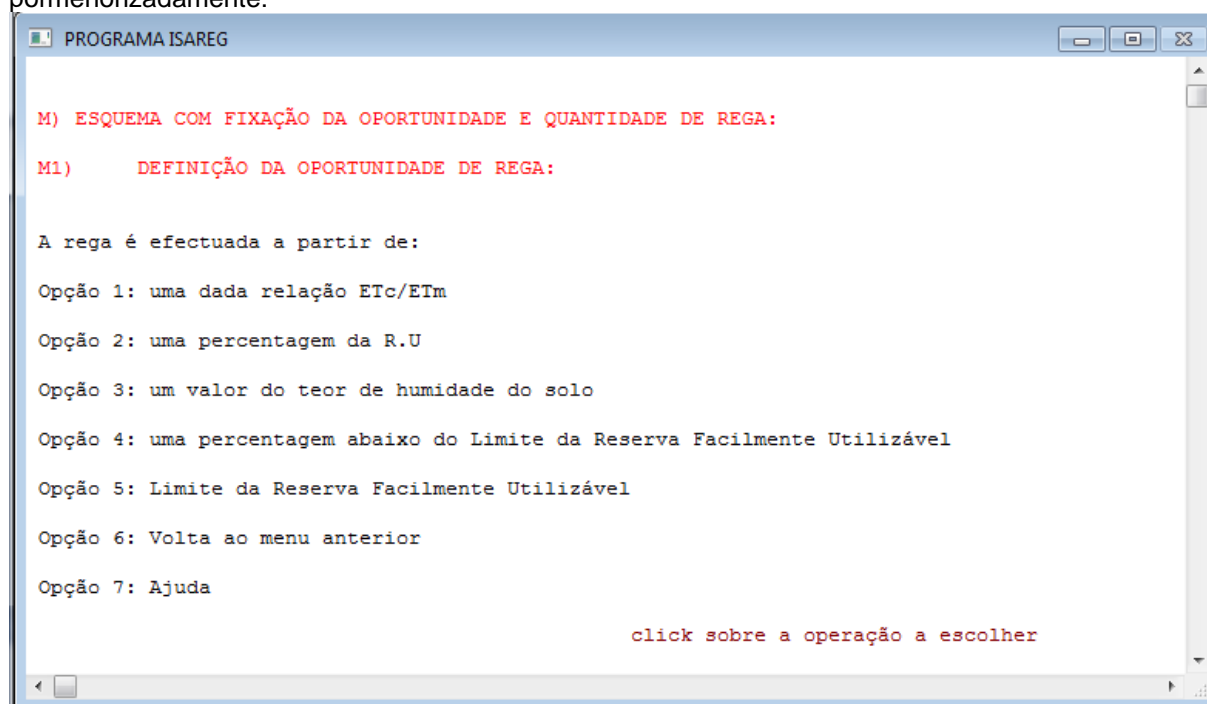 pormenorizadamente.
PROGRAMA ISAREG
M) ESQUEMA COM FIXAÇÃO DA OPORTUNIDADE E QUANTIDADE DE REGA:
M1) DEFINIÇÃO DA OPORTUNIDADE DE REGA:
A rega é efectuada a partir de:
Opção 1: uma dada relação ETc/ETm
Opção 2: uma percentagem da R.U
Opção 3: um valor do teor de humidade do solo
Opção 4: uma percentagem abaixo do Limite da Reserva Facilmente Utilizável
Opção 5: Limite da Reserva Facilmente Utilizável
Opção 6: Volta ao menu anterior
Opção 7: Ajuda
click sobre a operação a escolher